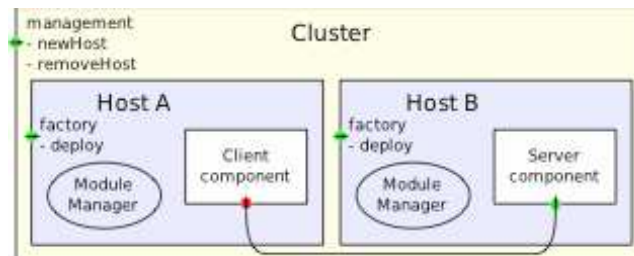 management
- newHost
- removeHost
Cluster
Host A
factory
- deploy
Client
component
Module
Manager
Host B
factory
- deploy
Server
component
Module
Manager